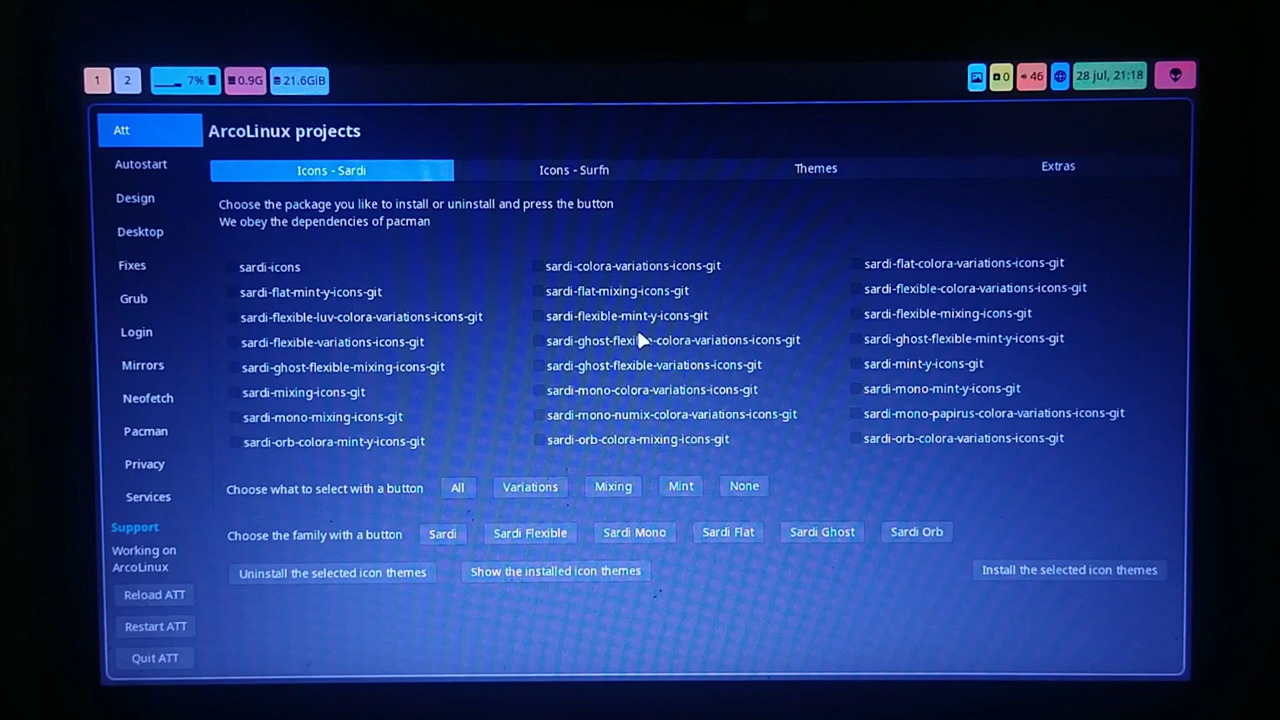 1 2 7% 0.9G 21.6GiB 0 46 28 jul, 21:18
Att
Autostart
Design
Desktop
Fixes
Grub
Login
Mirrors
Neofetch
Pacman
Privacy
Services
Support
Working on
ArcoLinux
Reload ATT
Restart ATT
Quit ATT
ArcoLinux projects
Icons - Sardi Icons - Surfn Themes Extras
Choose the package you like to install or uninstall and press the button
We obey the dependencies of pacman
sardi-icons sardi-colora-variations-icons-git sardi-flat-colora-variations-icons-git
sardi-flat-mint-y-icons-git sardi-flat-mixing-icons-git sardi-flexible-colora-variations-icons-git
sardi-flexible-luv-colora-variations-icons-git sardi-flexible-mint-y-icons-git sardi-flexible-mixing-icons-git
sardi-flexible-variations-icons-git sardi-ghost-flexible-colora-variations-icons-git sardi-ghost-flexible-mint-y-icons-git
sardi-ghost-flexible-mixing-icons-git sardi-ghost-flexible-variations-icons-git sardi-mint-y-icons-git
sardi-mixing-icons-git sardi-mono-colora-variations-icons-git sardi-mono-mint-y-icons-git
sardi-mono-mixing-icons-git sardi-mono-numix-colora-variations-icons-git sardi-mono-papirus-colora-variations-icons-git
sardi-orb-colora-mint-y-icons-git sardi-orb-colora-mixing-icons-git sardi-orb-colora-variations-icons-git
Choose what to select with a button All Variations Mixing Mint None
Choose the family with a button Sardi Sardi Flexible Sardi Mono Sardi Flat Sardi Ghost Sardi Orb
Uninstall the selected icon themes Show the installed icon themes Install the selected icon themes